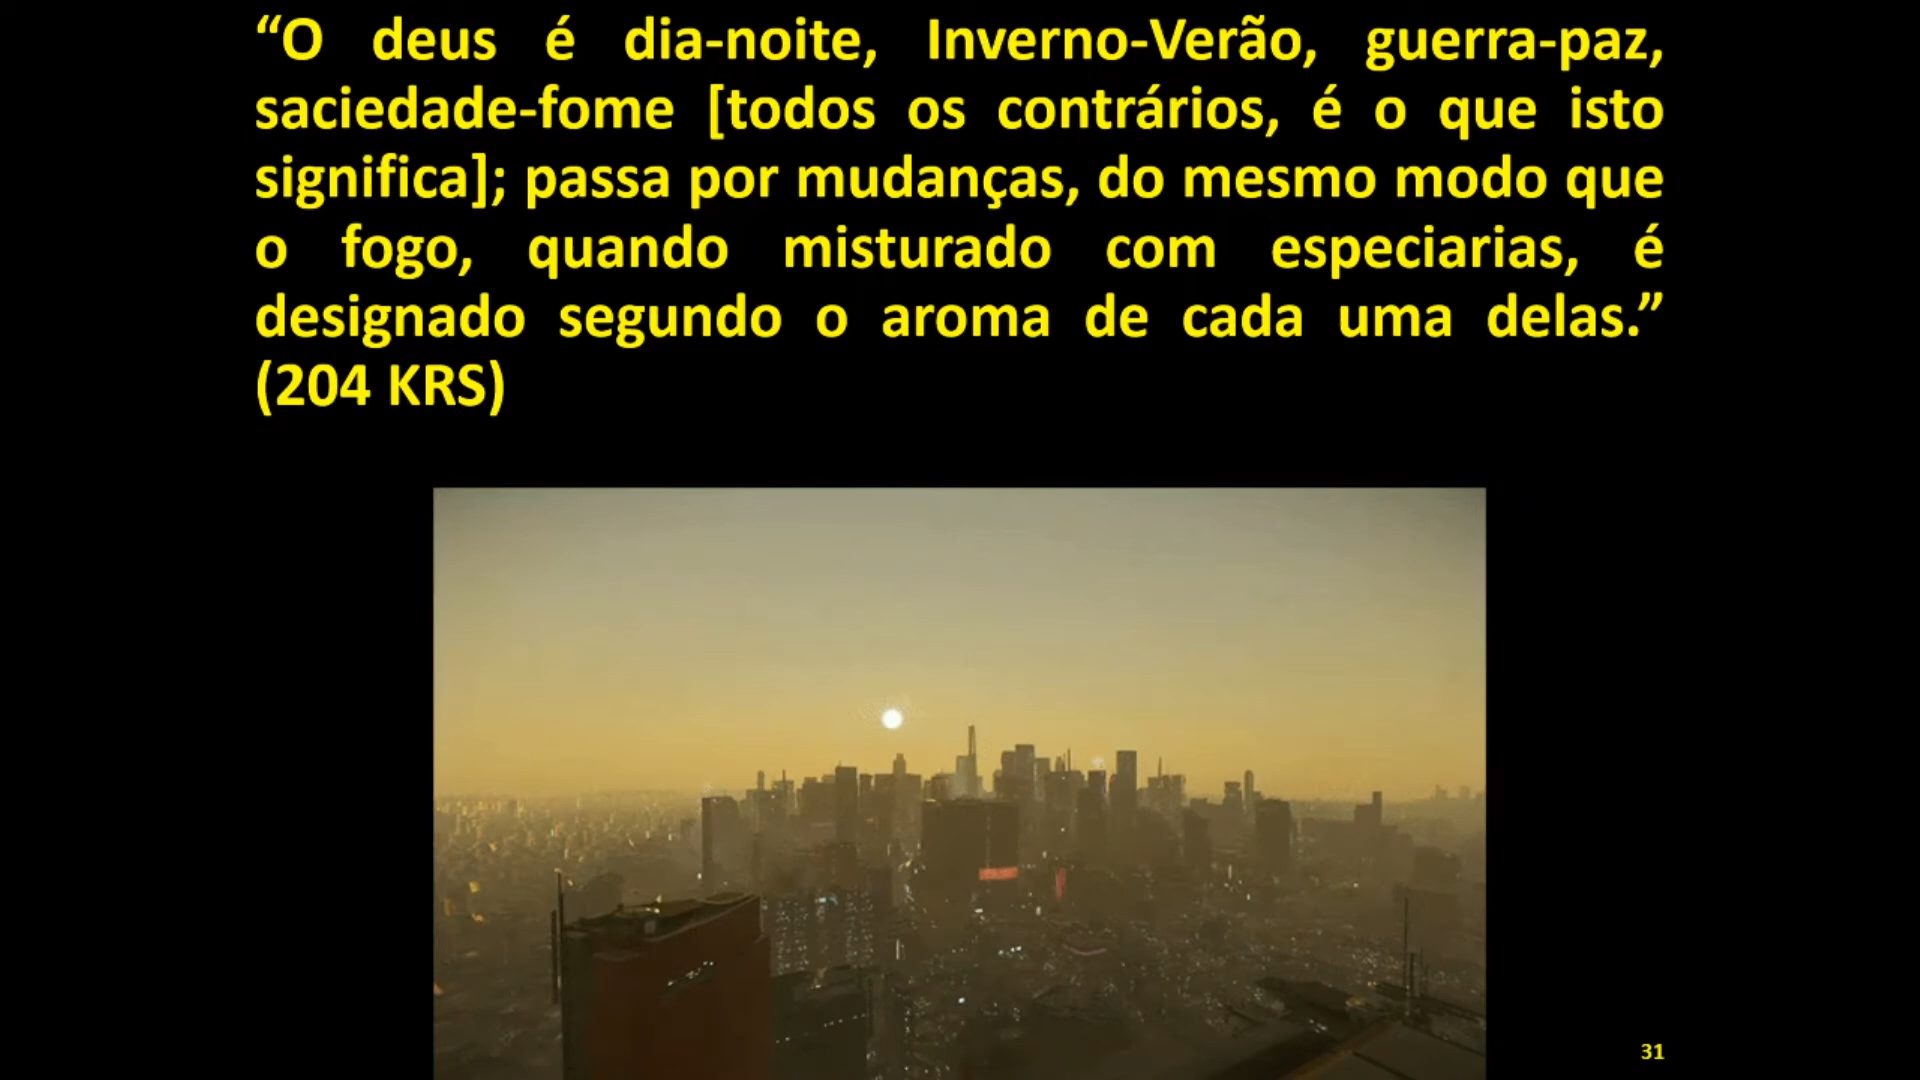 “O deus é dia-noite, Inverno-Verão, guerra-paz,
saciedade-fome [todos os contrários, é o que isto
significa]; passa por mudanças, do mesmo modo que
o fogo, quando misturado com especiarias, é
designado segundo o aroma de cada uma delas.”
(204 KRS)
31